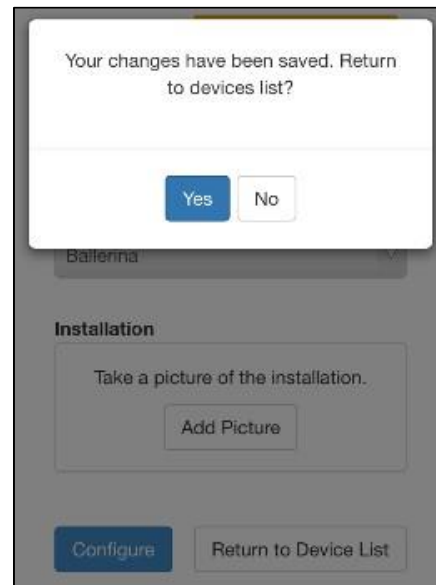 Your changes have been saved. Return
to devices list?
Yes No
Ballerina
Installation
Take a picture of the installation.
Add Picture
Configure Return to Device List